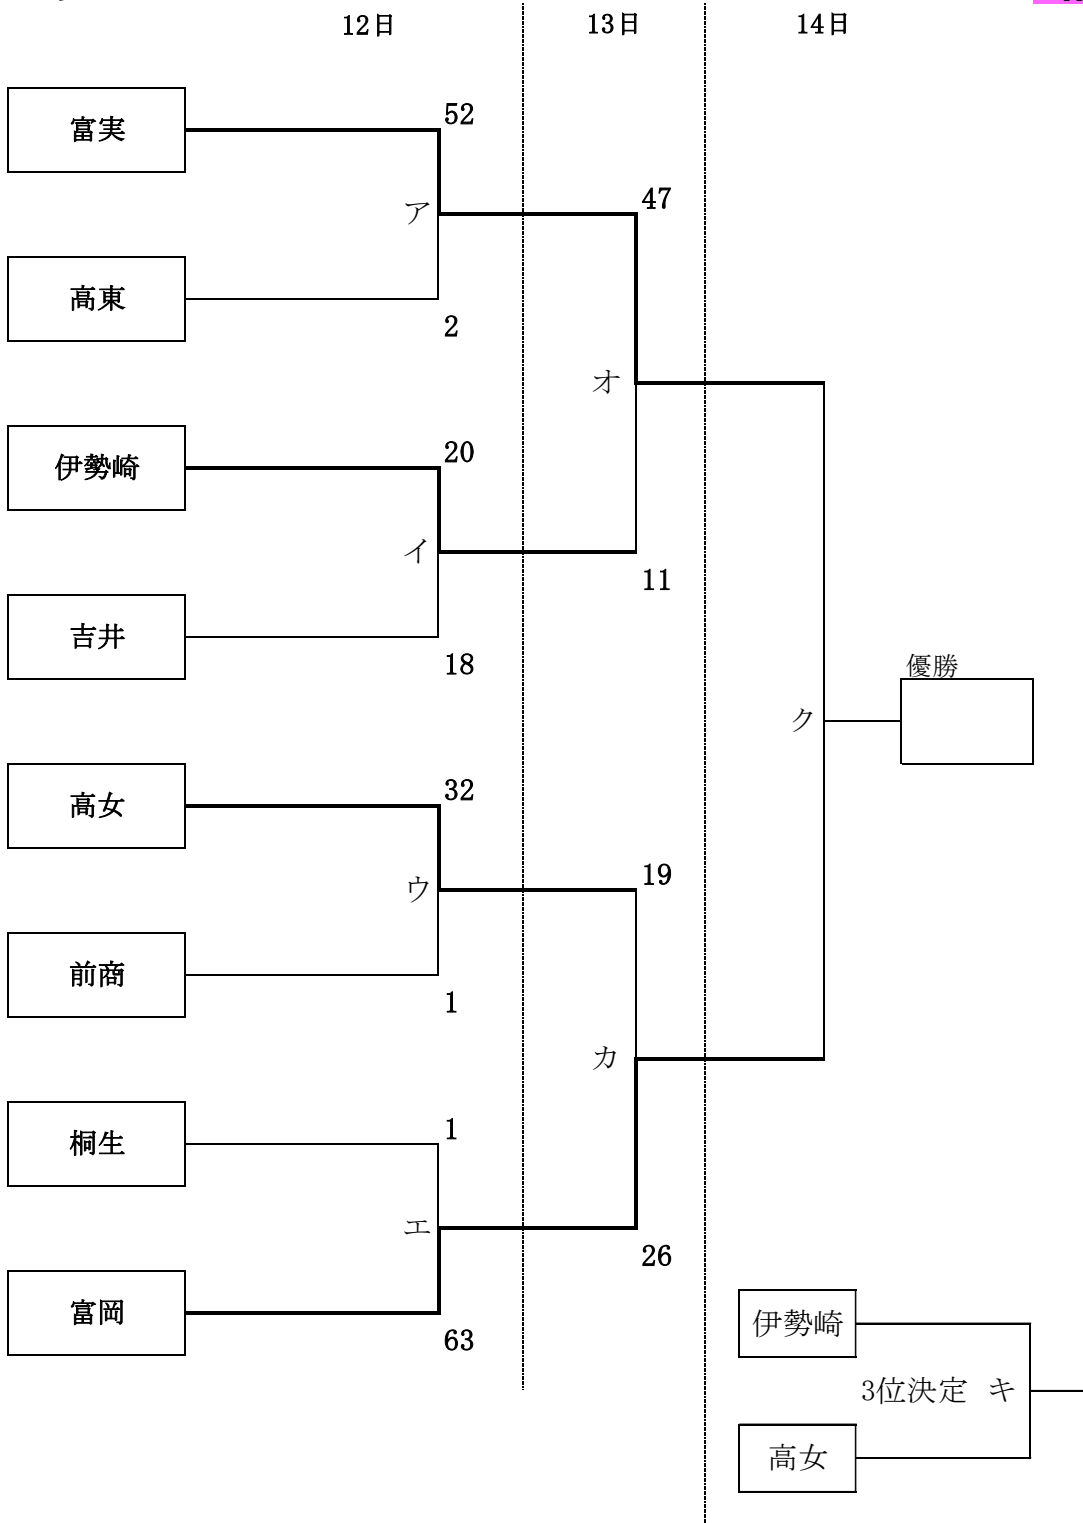 12日 13日 14日
52
富実
47
ア
高東
2
オ
20
伊勢崎
イ
11
吉井
18
優勝
ク
32
高女
19
ウ
前商
1
カ
1
桐生
エ
26
富岡
63
伊勢崎
3位決定 キ
高女